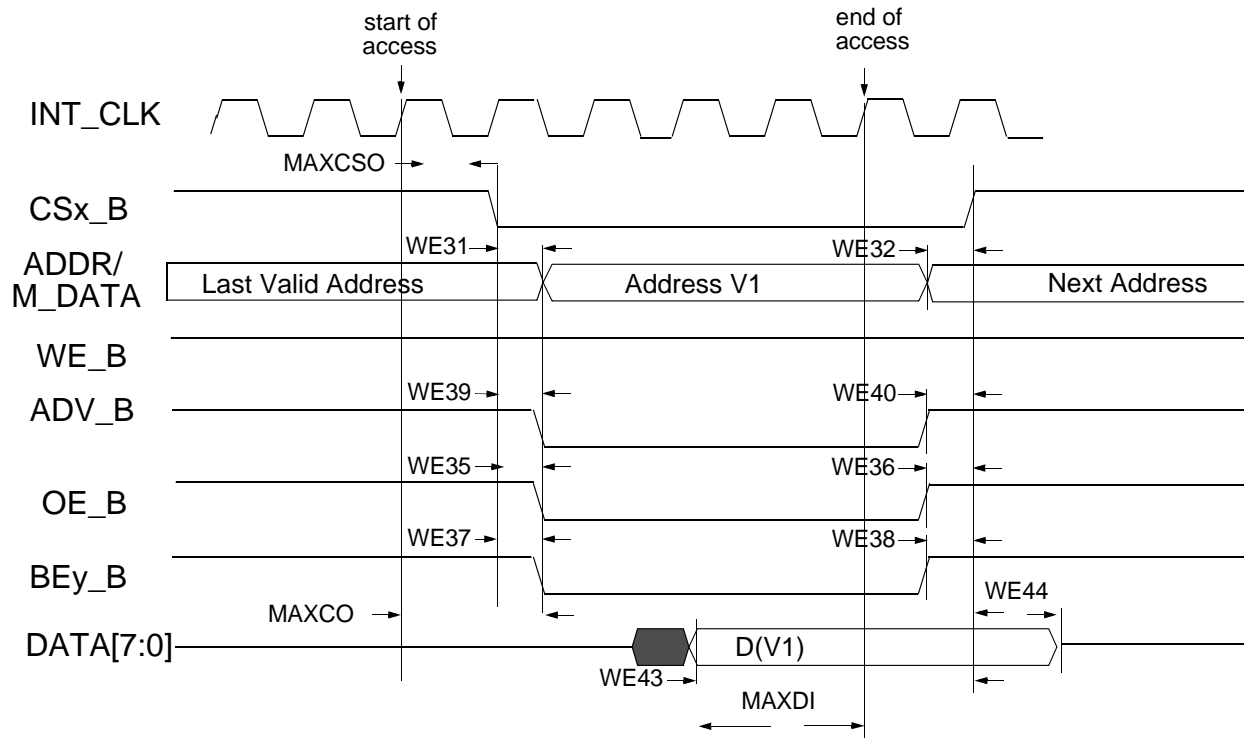 start of
access
end of
access
INT_CLK
MAXCSO
CSx_B
WE31
WE32
ADDR/
M_DATA
Last Valid Address
Address V1
Next Address
WE_B
WE39
WE40
ADV_B
WE35
WE36
OE_B
WE37
WE38
BEy_B
WE44
MAXCO
DATA[7:0]
D(V1)
WE43
MAXDI